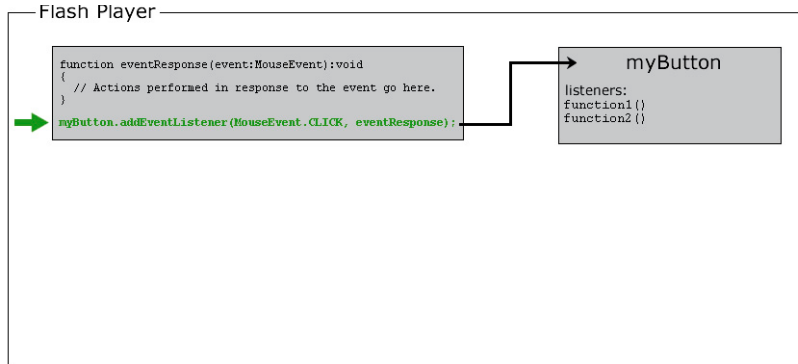 Flash Player
function eventResponse(event:MouseEvent):void
{
// Actions performed in response to the event go here.
}
myButton.addEventListener(MouseEvent.CLICK, eventResponse);
myButton
listeners:
function1()
function2()